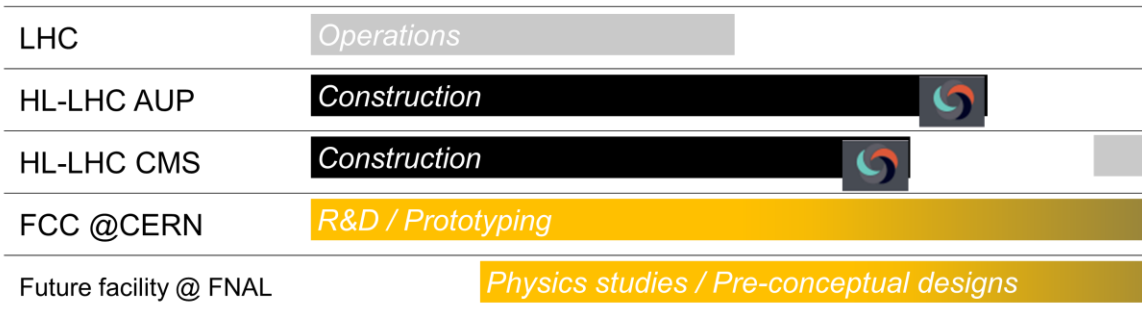 LHC Operations
HL-LHC AUP Construction
HL-LHC CMS Construction
FCC @CERN R&D / Prototyping
Future facility @ FNAL Physics studies / Pre-conceptual designs